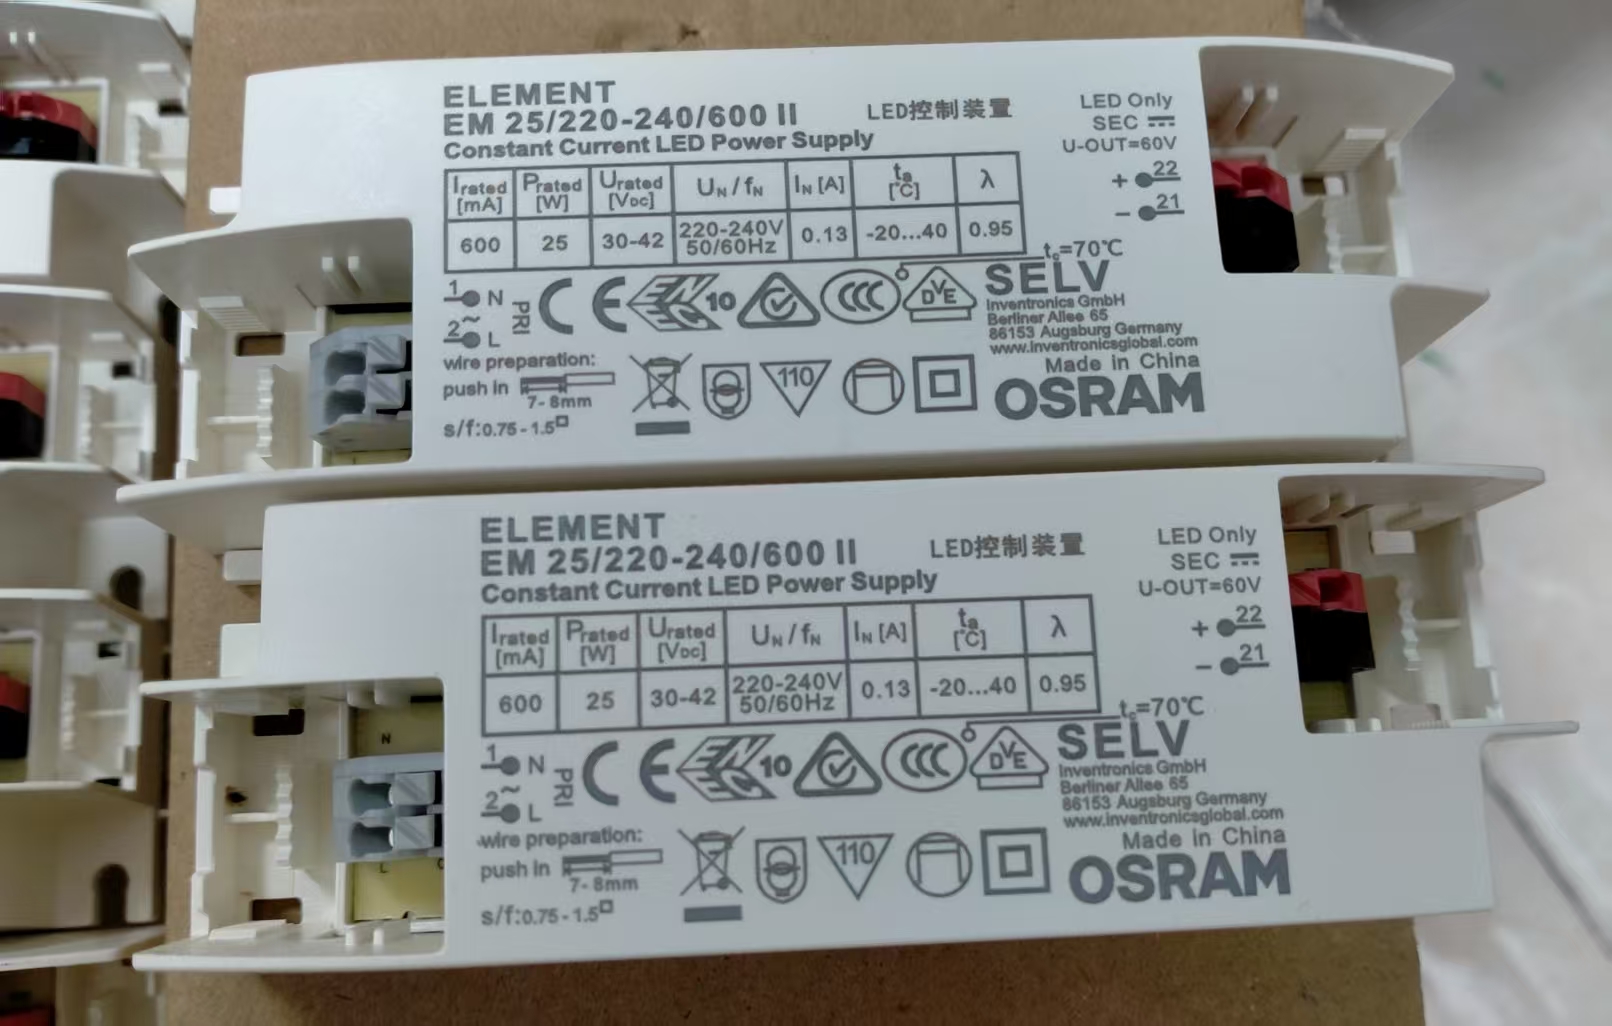 ELEMENT
EM 25/220-240/600 II
Constant Current LED Power Supply
LED控制装置
LED Only
SEC
U-OUT=60V
+ 22
- 21
Irated [mA] Prated [W] Urated [VDC] UN / fN IN [A] ta [℃] λ
600 25 30-42 220-240V 50/60Hz 0.13 -20...40 0.95
tc=70℃
1 N
2~ L
PRI
CE
ENEC 10
CCC
DVE
SELV
Inventronics GmbH
Berliner Allee 65
86153 Augsburg Germany
www.inventronicsglobal.com
Made in China
OSRAM
wire preparation:
push in
7-8mm
s/f:0.75-1.5
110
ELEMENT
EM 25/220-240/600 II
Constant Current LED Power Supply
LED控制装置
LED Only
SEC
U-OUT=60V
+ 22
- 21
Irated [mA] Prated [W] Urated [VDC] UN / fN IN [A] ta [℃] λ
600 25 30-42 220-240V 50/60Hz 0.13 -20...40 0.95
tc=70℃
N
L
1 N
2~ L
PRI
CE
ENEC 10
CCC
DVE
SELV
Inventronics GmbH
Berliner Allee 65
86153 Augsburg Germany
www.inventronicsglobal.com
Made in China
OSRAM
wire preparation:
push in
7-8mm
s/f:0.75-1.5
110